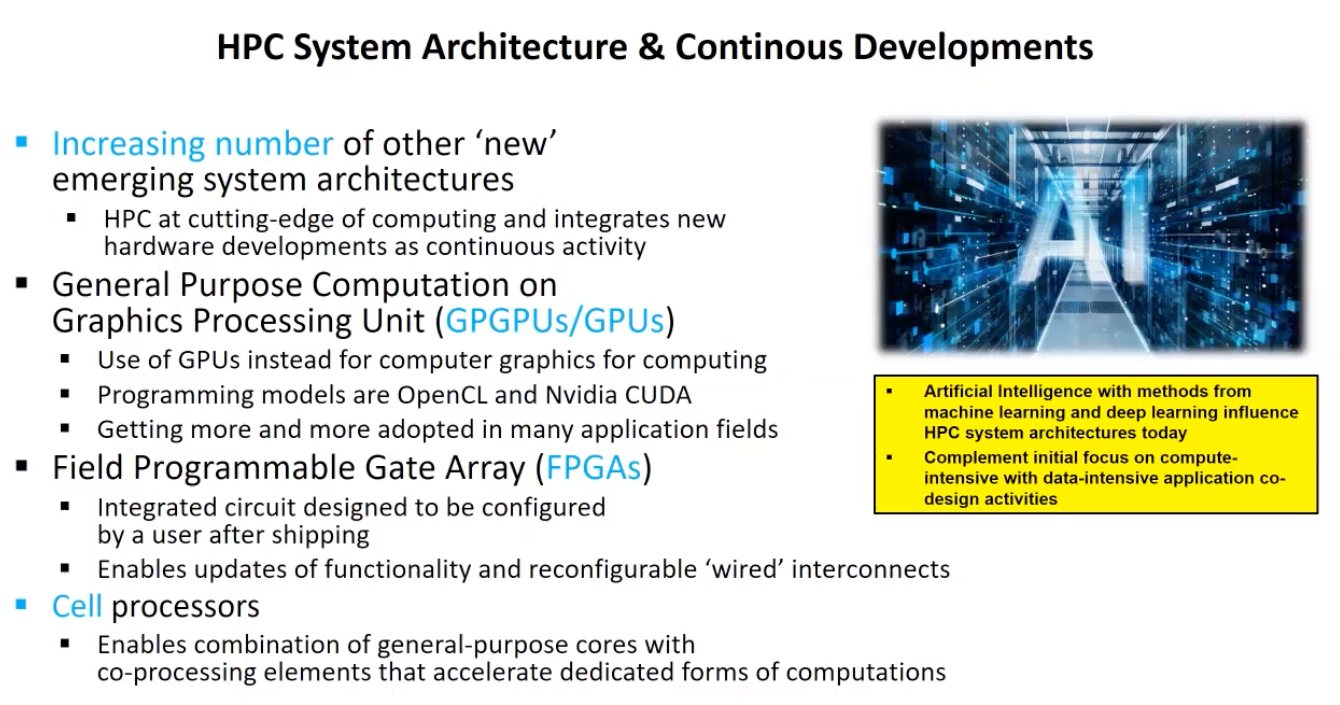 HPC System Architecture & Continous Developments
Increasing number of other ‘new’
emerging system architectures
HPC at cutting-edge of computing and integrates new
hardware developments as continuous activity
General Purpose Computation on
Graphics Processing Unit (GPGPUs/GPUs)
Use of GPUs instead for computer graphics for computing
Programming models are OpenCL and Nvidia CUDA
Getting more and more adopted in many application fields
Field Programmable Gate Array (FPGAs)
Integrated circuit designed to be configured
by a user after shipping
Enables updates of functionality and reconfigurable ‘wired’ interconnects
Cell processors
Enables combination of general-purpose cores with
co-processing elements that accelerate dedicated forms of computations
AI
Artificial Intelligence with methods from
machine learning and deep learning influence
HPC system architectures today
Complement initial focus on compute-
intensive with data-intensive application co-
design activities